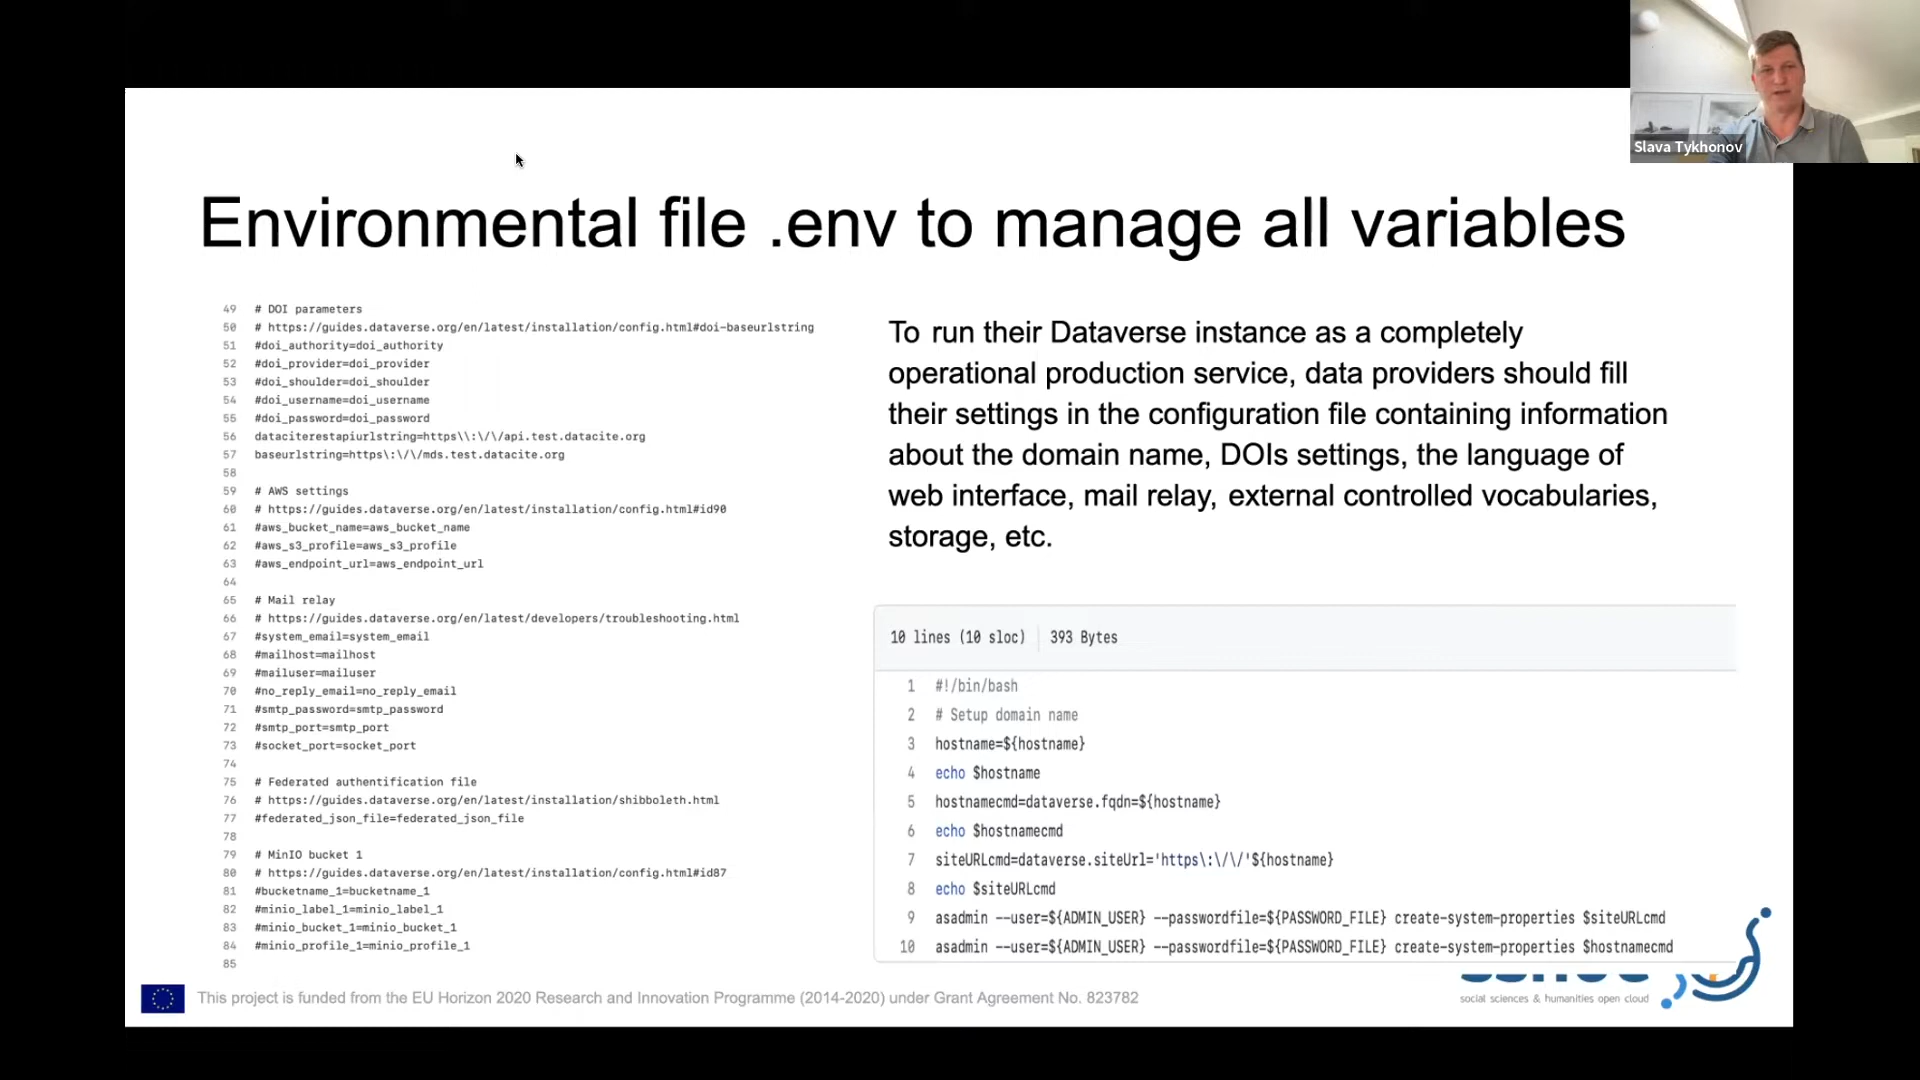 Slava Tykhonov
Environmental file .env to manage all variables
49 # DOI parameters
50 # https://guides.dataverse.org/en/latest/installation/config.html#doi-baseurlstring
51 #doi_authority=doi_authority
52 #doi_provider=doi_provider
53 #doi_shoulder=doi_shoulder
54 #doi_username=doi_username
55 #doi_password=doi_password
56 dataciterestapiurlstring=https\\:\/\/api.test.datacite.org
57 baseurlstring=https\:\/\/mds.test.datacite.org
58
59 # AWS settings
60 # https://guides.dataverse.org/en/latest/installation/config.html#id90
61 #aws_bucket_name=aws_bucket_name
62 #aws_s3_profile=aws_s3_profile
63 #aws_endpoint_url=aws_endpoint_url
64
65 # Mail relay
66 # https://guides.dataverse.org/en/latest/developers/troubleshooting.html
67 #system_email=system_email
68 #mailhost=mailhost
69 #mailuser=mailuser
70 #no_reply_email=no_reply_email
71 #smtp_password=smtp_password
72 #smtp_port=smtp_port
73 #socket_port=socket_port
74
75 # Federated authentification file
76 # https://guides.dataverse.org/en/latest/installation/shibboleth.html
77 #federated_json_file=federated_json_file
78
79 # MinIO bucket 1
80 # https://guides.dataverse.org/en/latest/installation/config.html#id87
81 #bucketname_1=bucketname_1
82 #minio_label_1=minio_label_1
83 #minio_bucket_1=minio_bucket_1
84 #minio_profile_1=minio_profile_1
85
To run their Dataverse instance as a completely
operational production service, data providers should fill
their settings in the configuration file containing information
about the domain name, DOIs settings, the language of
web interface, mail relay, external controlled vocabularies,
storage, etc.
10 lines (10 sloc) 393 Bytes
1 #!/bin/bash
2 # Setup domain name
3 hostname=${hostname}
4 echo $hostname
5 hostnamecmd=dataverse.fqdn=${hostname}
6 echo $hostnamecmd
7 siteURLcmd=dataverse.siteUrl='https\:\/\/'${hostname}
8 echo $siteURLcmd
9 asadmin --user=${ADMIN_USER} --passwordfile=${PASSWORD_FILE} create-system-properties $siteURLcmd
10 asadmin --user=${ADMIN_USER} --passwordfile=${PASSWORD_FILE} create-system-properties $hostnamecmd
This project is funded from the EU Horizon 2020 Research and Innovation Programme (2014-2020) under Grant Agreement No. 823782
social sciences & humanities open cloud